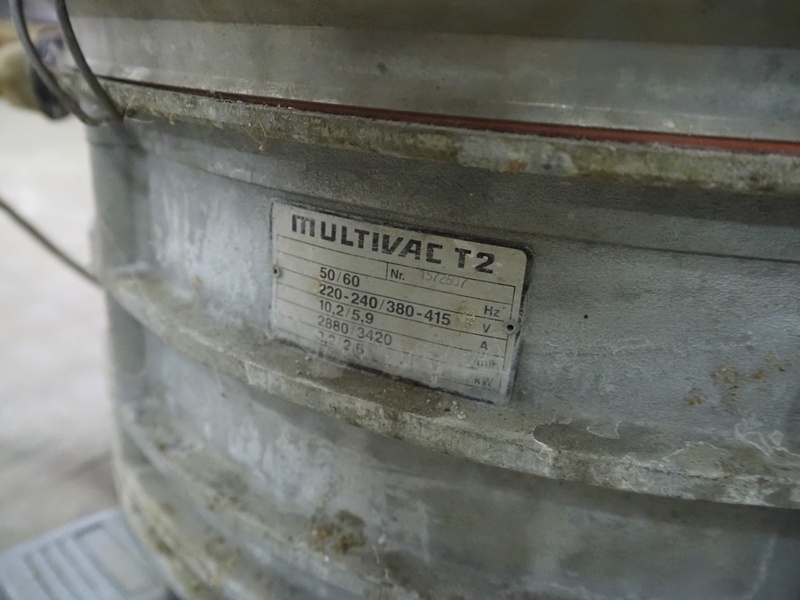 MULTIVAC T2
Nr.
50/60 Hz
220-240/380-415 V
10,2/5,9 A
2880/3420
kW